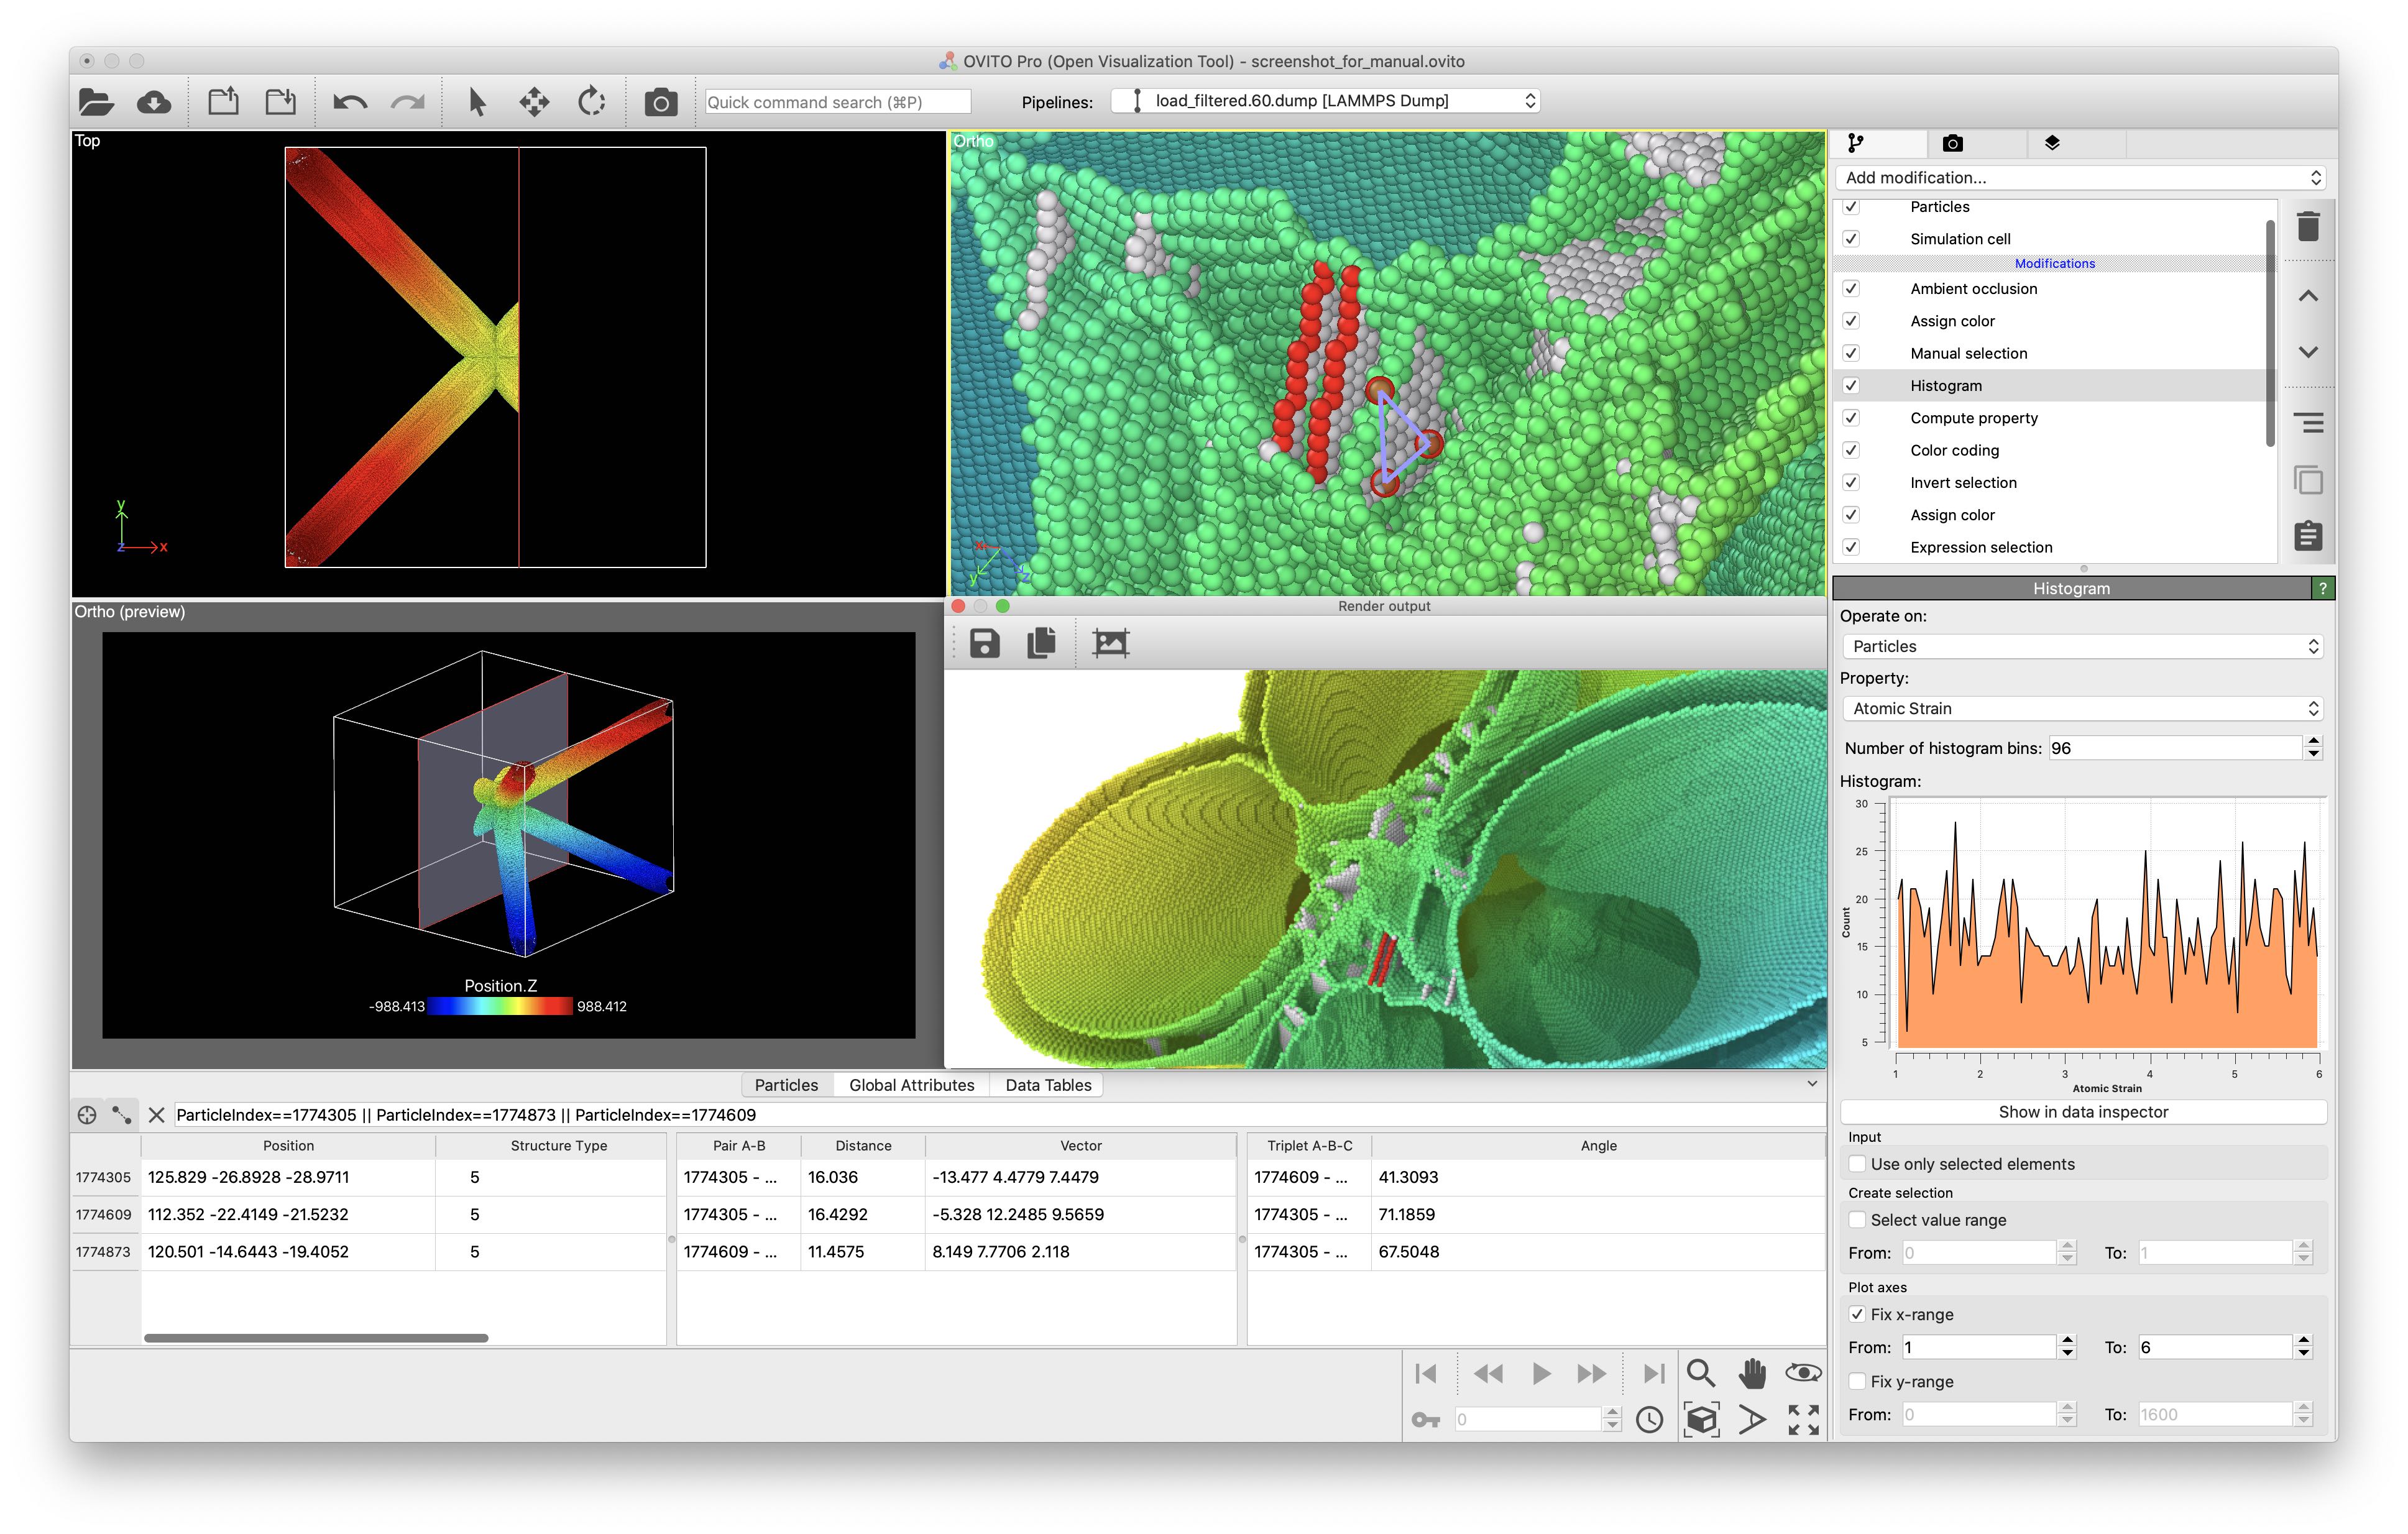 OVITO Pro (Open Visualization Tool) - screenshot_for_manual.ovito
Quick command search (⌘P)
Pipelines:
load_filtered.60.dump [LAMMPS Dump]
Top
y
z
x
Ortho
x
y
z
Ortho (preview)
Position.Z
-988.413
988.412
Render output
Add modification...
Particles
Simulation cell
Modifications
Ambient occlusion
Assign color
Manual selection
Histogram
Compute property
Color coding
Invert selection
Assign color
Expression selection
Histogram
?
Operate on:
Particles
Property:
Atomic Strain
Number of histogram bins: 96
Histogram:
30
25
20
15
10
5
Count
1 2 3 4 5 6
Atomic Strain
Show in data inspector
Input
Use only selected elements
Create selection
Select value range
From: 0 To: 1
Plot axes
Fix x-range
From: 1 To: 6
Fix y-range
From: 0 To: 1600
Particles Global Attributes Data Tables
ParticleIndex==1774305 || ParticleIndex==1774873 || ParticleIndex==1774609
Position Structure Type
1774305 125.829 -26.8928 -28.9711 5
1774609 112.352 -22.4149 -21.5232 5
1774873 120.501 -14.6443 -19.4052 5
Pair A-B Distance Vector
1774305 - ... 16.036 -13.477 4.4779 7.4479
1774305 - ... 16.4292 -5.328 12.2485 9.5659
1774609 - ... 11.4575 8.149 7.7706 2.118
Triplet A-B-C Angle
1774609 - ... 41.3093
1774305 - ... 71.1859
1774305 - ... 67.5048
0